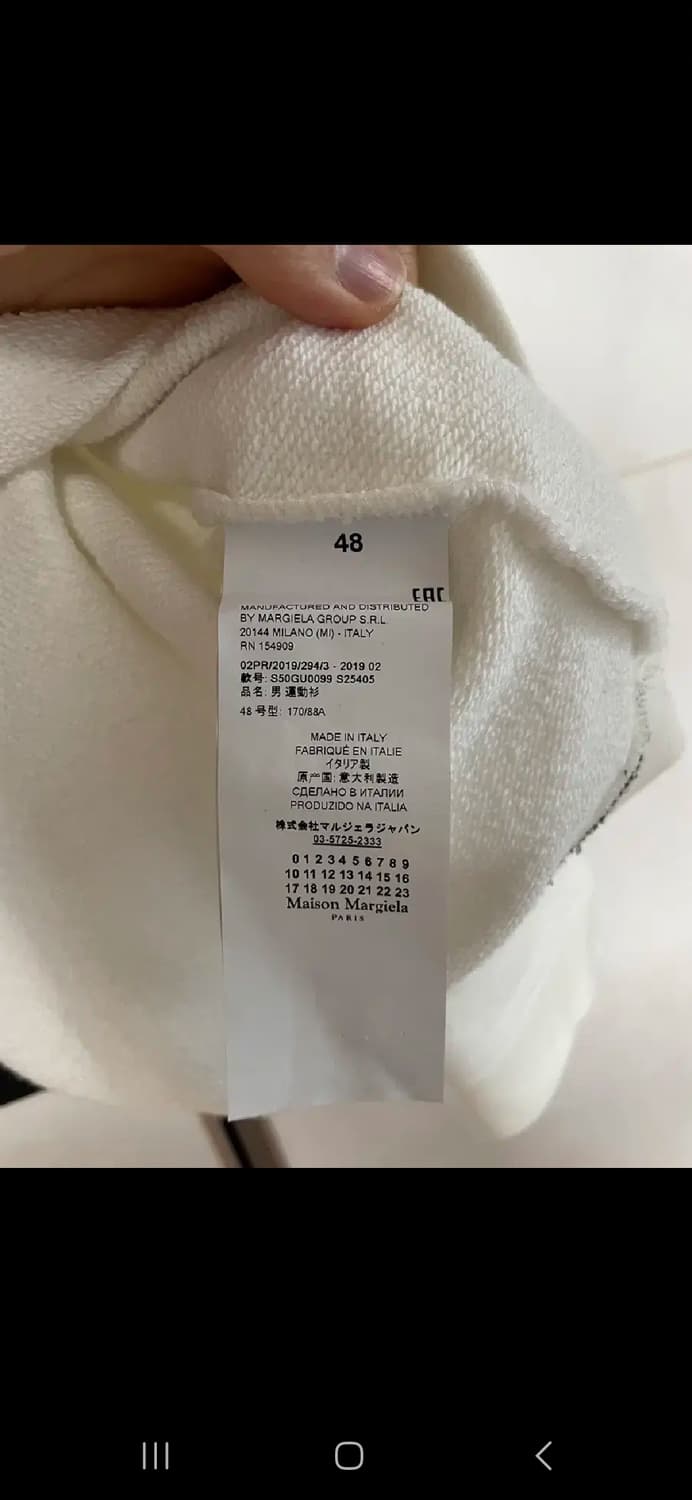 48
EAC
MANUFACTURED AND DISTRIBUTED
BY MARGIELA GROUP S.R.L.
20144 MILANO (MI) - ITALY
RN 154909
02PR/2019/294/3 - 2019 02
款号: S50GU0099 S25405
品名: 男 運動衫
48 号型: 170/88A
MADE IN ITALY
FABRIQUÉ EN ITALIE
イタリア製
原产国: 意大利製造
СДЕЛАНО В ИТАЛИИ
PRODUZIDO NA ITALIA
株式会社マルジェラジャパン
03-5725-2333
0 1 2 3 4 5 6 7 8 9
10 11 12 13 14 15 16
17 18 19 20 21 22 23
Maison Margiela
PARIS